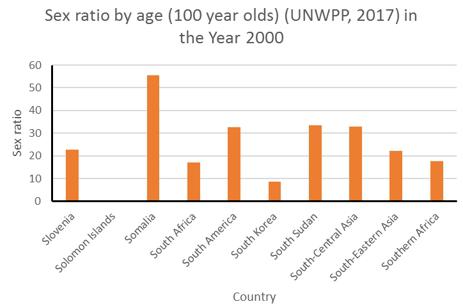 Sex ratio by age (100 year olds) (UNWPP, 2017) in
the Year 2000
60
50
40
30
20
10
0
Sex ratio
Slovenia
Solomon Islands
Somalia
South Africa
South America
South Korea
South Sudan
South-Central Asia
South-Eastern Asia
Southern Africa
Country